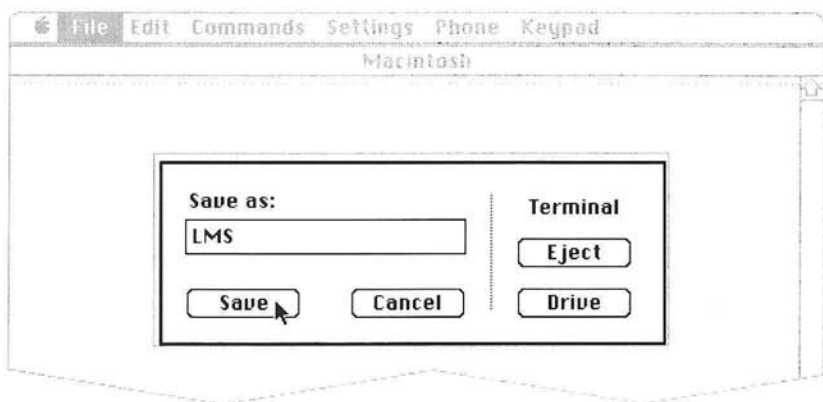 File Edit Commands Settings Phone Keypad
Macintosh
Save as:
LMS
Save
Cancel
Terminal
Eject
Drive